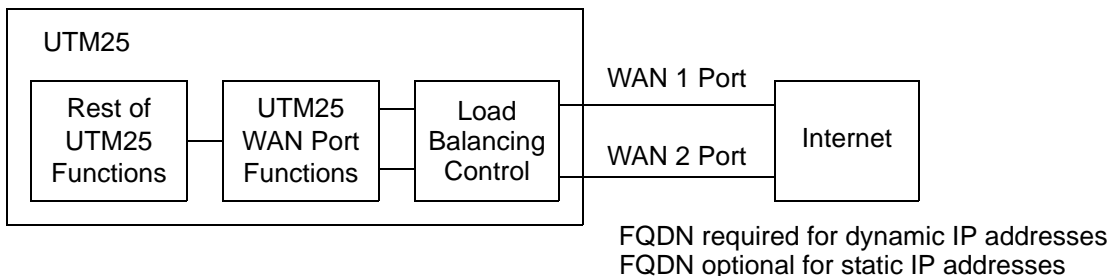 UTM25
Rest of
UTM25
Functions
UTM25
WAN Port
Functions
Load
Balancing
Control
WAN 1 Port
WAN 2 Port
Internet
FQDN required for dynamic IP addresses
FQDN optional for static IP addresses